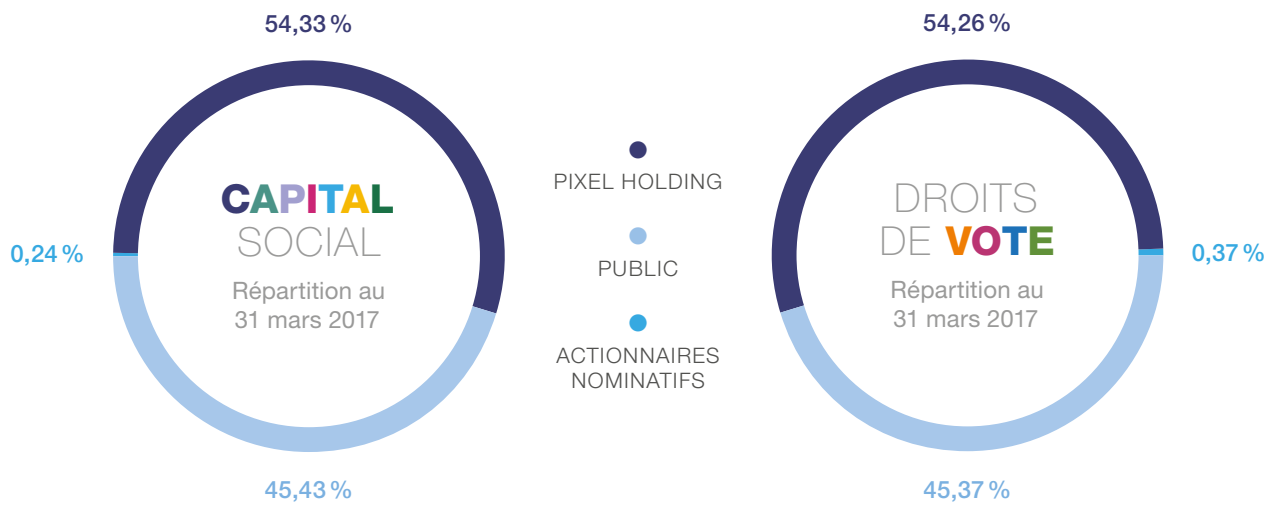 54,33 %
CAPITAL
SOCIAL
Répartition au
31 mars 2017
0,24 %
45,43 %
PIXEL HOLDING
PUBLIC
ACTIONNAIRES
NOMINATIFS
54,26 %
DROITS
DE VOTE
Répartition au
31 mars 2017
0,37 %
45,37 %